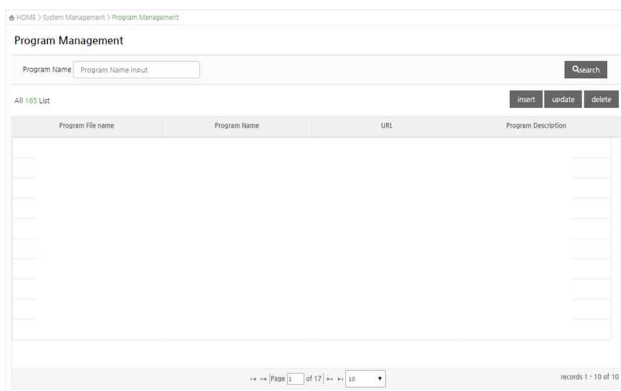 HOME > System Management > Program Management
Program Management
Program Name Program Name input search
All 165 List insert update delete
Program File name Program Name URL Program Description
Page 1 of 17 10 records 1 - 10 of 10